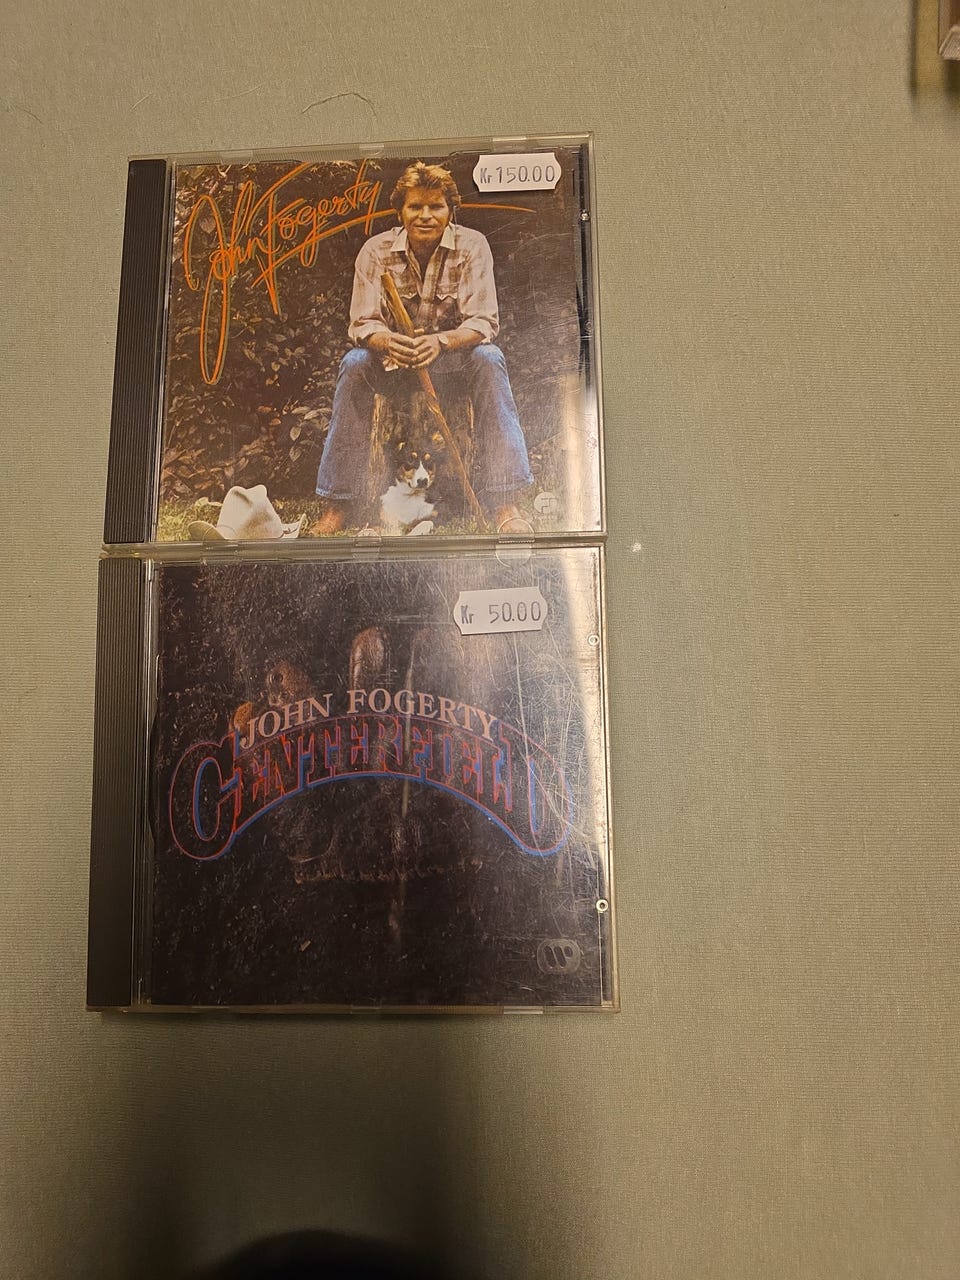 John Fogerty
Kr 150.00
Kr 50.00
JOHN FOGERTY
CENTERFIELD